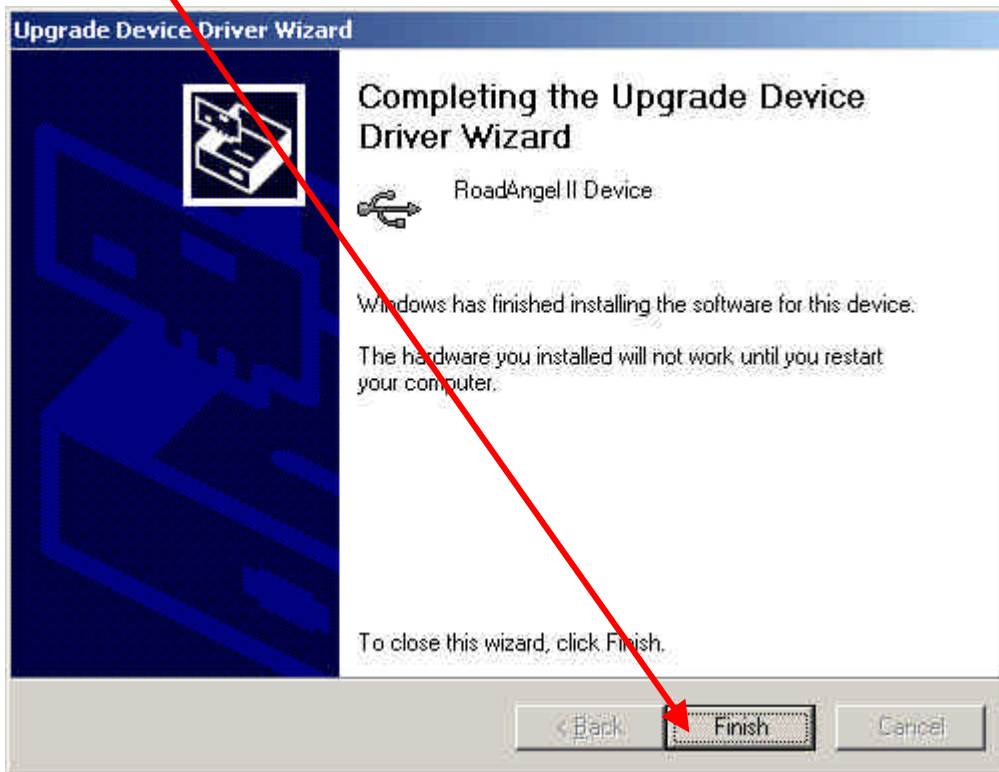 Upgrade Device Driver Wizard
Completing the Upgrade Device
Driver Wizard
RoadAngel II Device
Windows has finished installing the software for this device.
The hardware you installed will not work until you restart
your computer.
To close this wizard, click Finish.
< Back
Finish
Cancel